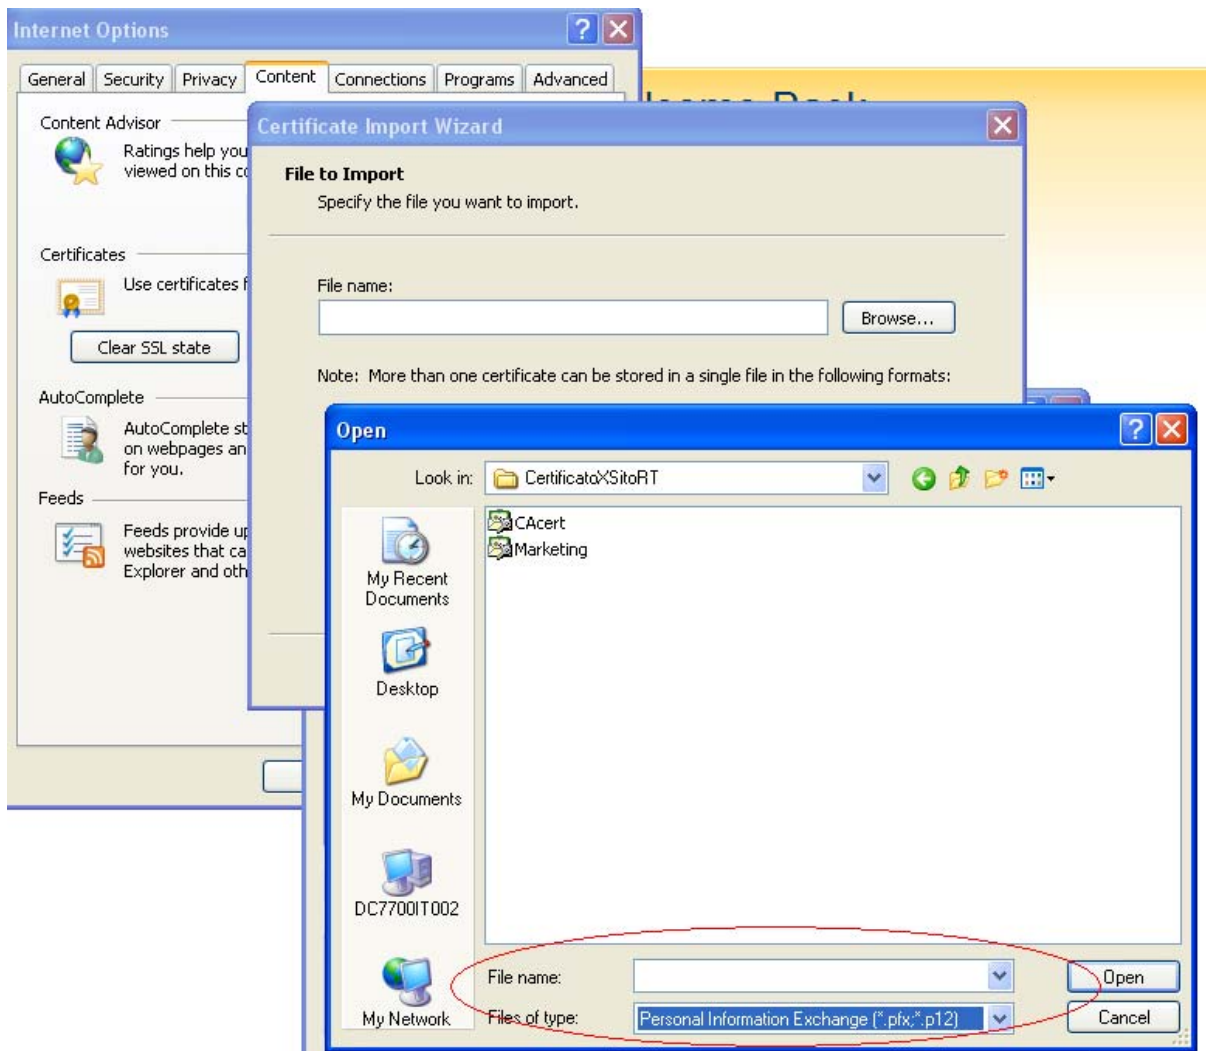 Internet Options
General Security Privacy Content Connections Programs Advanced
Content Advisor
Ratings help you
viewed on this co
Certificates
Use certificates f
Clear SSL state
AutoComplete
AutoComplete st
on webpages an
for you.
Feeds
Feeds provide up
websites that ca
Explorer and oth
Certificate Import Wizard
File to Import
Specify the file you want to import.
File name:
Browse...
Note: More than one certificate can be stored in a single file in the following formats:
Open
Look in: CertificatoXSitoRT
CAcert
Marketing
My Recent
Documents
Desktop
My Documents
DC7700IT002
My Network
File name:
Open
Files of type: Personal Information Exchange (*.pfx;*.p12)
Cancel